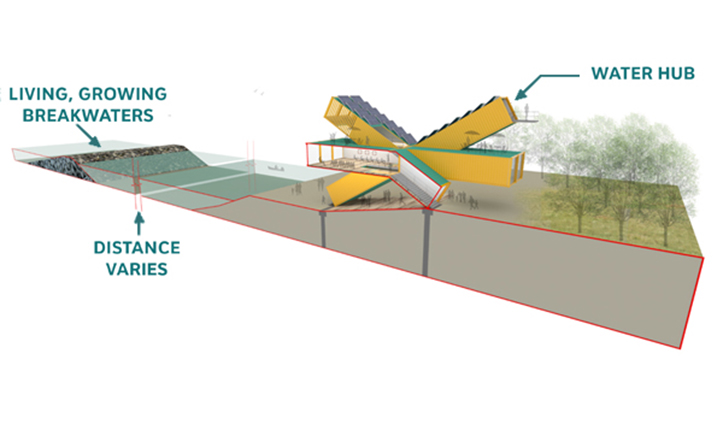 LIVING, GROWING
BREAKWATERS
WATER HUB
DISTANCE
VARIES